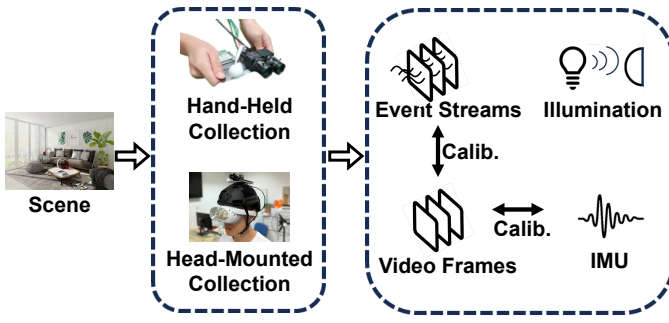 Scene
Hand-Held
Collection
Head-Mounted
Collection
Event Streams
Illumination
Calib.
Calib.
Video Frames
IMU